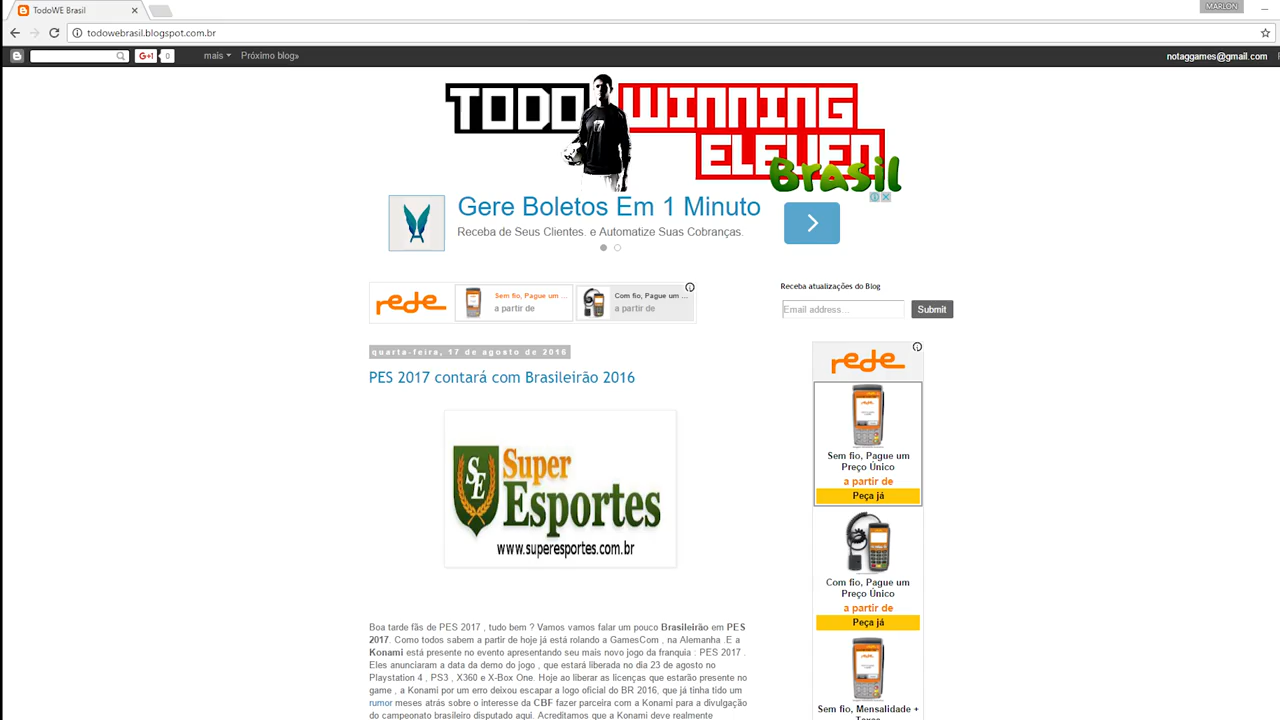 TodoWE Brasil
MARLON
todowebrasil.blogspot.com.br
G+1 0
mais Próximo blog»
notaggames@gmail.com
TODO WINNING
ELEVEN
Brasil
Gere Boletos Em 1 Minuto
Receba de Seus Clientes. e Automatize Suas Cobranças.
rede
Sem fio, Pague um ...
a partir de
Com fio, Pague um ...
a partir de
Receba atualizações do Blog
Email address...
Submit
quarta-feira, 17 de agosto de 2016
PES 2017 contará com Brasileirão 2016
SE
Super
Esportes
www.superesportes.com.br
Boa tarde fãs de PES 2017 , tudo bem ? Vamos vamos falar um pouco Brasileirão em PES
2017. Como todos sabem a partir de hoje já está rolando a GamesCom , na Alemanha .E a
Konami está presente no evento apresentando seu mais novo jogo da franquia : PES 2017 .
Eles anunciaram a data da demo do jogo , que estará liberada no dia 23 de agosto no
Playstation 4 , PS3 , X360 e X-Box One. Hoje ao liberar as licenças que estarão presente no
game , a Konami por um erro deixou escapar a logo oficial do BR 2016, que já tinha tido um
rumor meses atrás sobre o interesse da CBF fazer parceria com a Konami para a divulgação
do campeonato brasileiro disputado aqui. Acreditamos que a Konami deve realmente
rede
Sem fio, Pague um
Preço Único
a partir de
Peça já
Com fio, Pague um
Preço Único
a partir de
Peça já
Sem fio, Mensalidade +